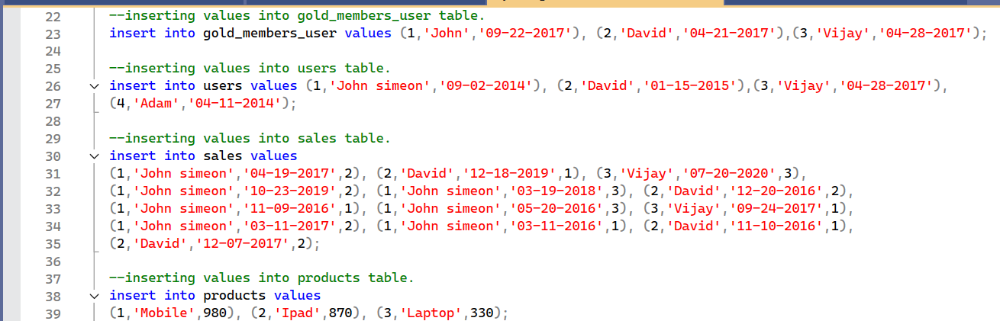 22 --inserting values into gold_members_user table.
23 insert into gold_members_user values (1,'John','09-22-2017'), (2,'David','04-21-2017'),(3,'Vijay','04-28-2017');
24
25 --inserting values into users table.
26 insert into users values (1,'John simeon','09-02-2014'), (2,'David','01-15-2015'),(3,'Vijay','04-28-2017'),
27 (4,'Adam','04-11-2014');
28
29 --inserting values into sales table.
30 insert into sales values
31 (1,'John simeon','04-19-2017',2), (2,'David','12-18-2019',1), (3,'Vijay','07-20-2020',3),
32 (1,'John simeon','10-23-2019',2), (1,'John simeon','03-19-2018',3), (2,'David','12-20-2016',2),
33 (1,'John simeon','11-09-2016',1), (1,'John simeon','05-20-2016',3), (3,'Vijay','09-24-2017',1),
34 (1,'John simeon','03-11-2017',2), (1,'John simeon','03-11-2016',1), (2,'David','11-10-2016',1),
35 (2,'David','12-07-2017',2);
36
37 --inserting values into products table.
38 insert into products values
39 (1,'Mobile',980), (2,'Ipad',870), (3,'Laptop',330);